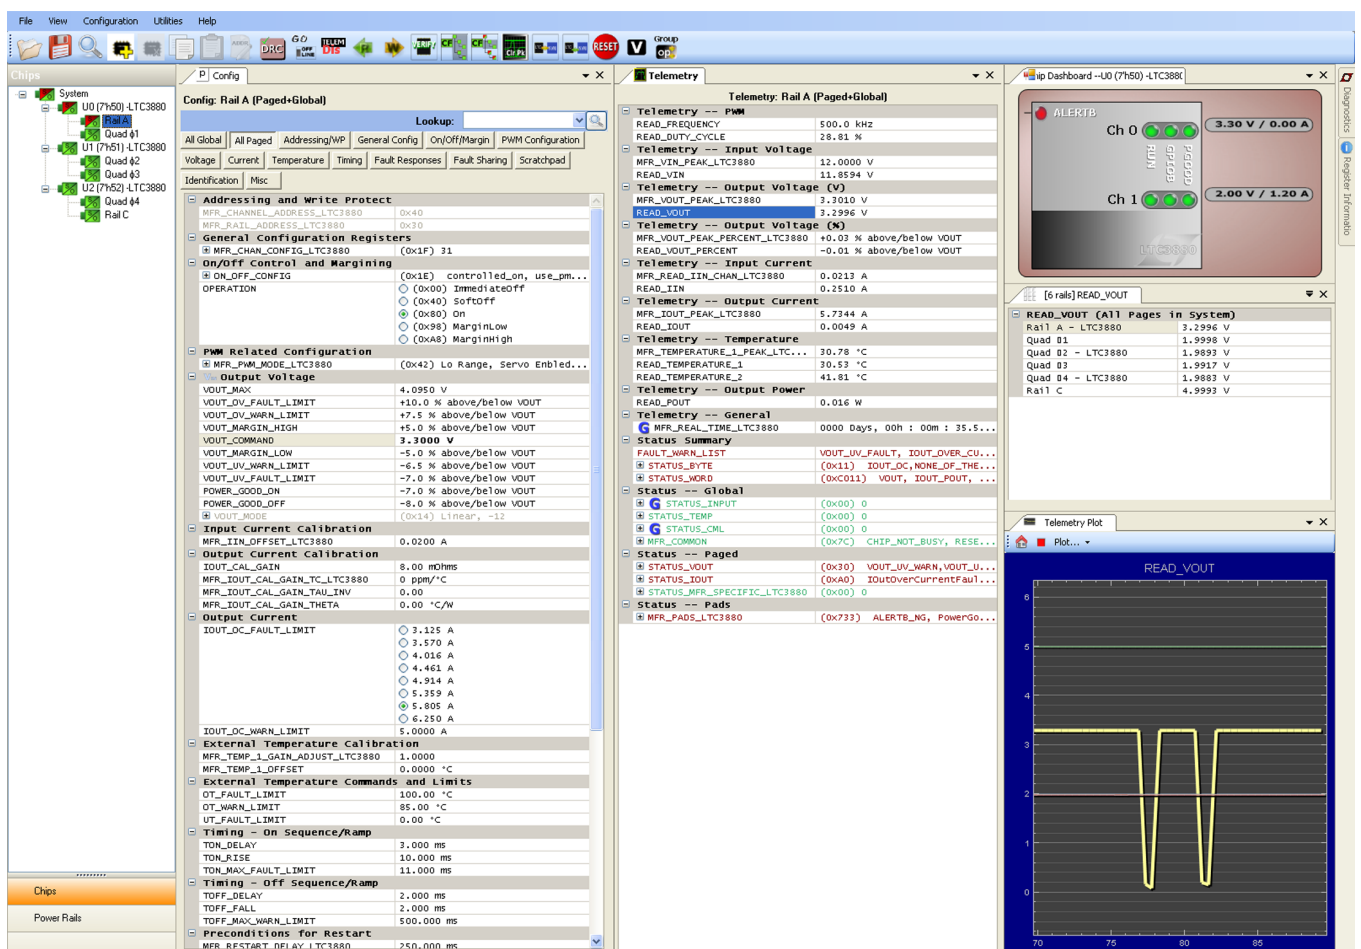 File View Configuration Utilities Help
ADDR DRC GO OFF LINE TELEM Dis R W VERIFY CF CF Clr.Pk RESET V Group Op
Chips
System
U0 (7'h50) -LTC3880
Rail A
Quad ϕ1
U1 (7'h51) -LTC3880
Quad ϕ2
Quad ϕ3
U2 (7'h52) -LTC3880
Quad ϕ4
Rail C
Chips
Power Rails
P Config
Config: Rail A (Paged+Global)
Lookup:
All Global All Paged Addressing/WP General Config On/Off/Margin PWM Configuration
Voltage Current Temperature Timing Fault Responses Fault Sharing Scratchpad
Identification Misc
Addressing and Write Protect
MFR_CHANNEL_ADDRESS_LTC3880 0x40
MFR_RAIL_ADDRESS_LTC3880 0x30
General Configuration Registers
MFR_CHAN_CONFIG_LTC3880 (0x1F) 31
On/Off Control and Margining
ON_OFF_CONFIG (0x1E) controlled_on, use_pm...
OPERATION (0x00) ImmediateOff
(0x40) SoftOff
(0x80) On
(0x98) MarginLow
(0xA8) MarginHigh
PWM Related Configuration
MFR_PWM_MODE_LTC3880 (0x42) Lo Range, Servo Enbled...
Output Voltage
VOUT_MAX 4.0950 V
VOUT_OV_FAULT_LIMIT +10.0 % above/below VOUT
VOUT_OV_WARN_LIMIT +7.5 % above/below VOUT
VOUT_MARGIN_HIGH +5.0 % above/below VOUT
VOUT_COMMAND 3.3000 V
VOUT_MARGIN_LOW -5.0 % above/below VOUT
VOUT_UV_WARN_LIMIT -6.5 % above/below VOUT
VOUT_UV_FAULT_LIMIT -7.0 % above/below VOUT
POWER_GOOD_ON -7.0 % above/below VOUT
POWER_GOOD_OFF -8.0 % above/below VOUT
VOUT_MODE (0x14) Linear, -12
Input Current Calibration
MFR_IIN_OFFSET_LTC3880 0.0200 A
Output Current Calibration
IOUT_CAL_GAIN 8.00 mOhms
MFR_IOUT_CAL_GAIN_TC_LTC3880 0 ppm/°C
MFR_IOUT_CAL_GAIN_TAU_INV 0.00
MFR_IOUT_CAL_GAIN_THETA 0.00 °C/W
Output Current
IOUT_OC_FAULT_LIMIT 3.125 A
3.570 A
4.016 A
4.461 A
4.914 A
5.359 A
5.805 A
6.250 A
IOUT_OC_WARN_LIMIT 5.0000 A
External Temperature Calibration
MFR_TEMP_1_GAIN_ADJUST_LTC3880 1.0000
MFR_TEMP_1_OFFSET 0.0000 °C
External Temperature Commands and Limits
OT_FAULT_LIMIT 100.00 °C
OT_WARN_LIMIT 85.00 °C
UT_FAULT_LIMIT 0.00 °C
Timing - On Sequence/Ramp
TON_DELAY 3.000 ms
TON_RISE 10.000 ms
TON_MAX_FAULT_LIMIT 11.000 ms
Timing - Off Sequence/Ramp
TOFF_DELAY 2.000 ms
TOFF_FALL 2.000 ms
TOFF_MAX_WARN_LIMIT 500.000 ms
Preconditions for Restart
MFR_RESTART_DELAY_LTC3880 250.000 ms
Telemetry
Telemetry: Rail A (Paged+Global)
Telemetry -- PWM
READ_FREQUENCY 500.0 kHz
READ_DUTY_CYCLE 28.81 %
Telemetry -- Input Voltage
MFR_VIN_PEAK_LTC3880 12.0000 V
READ_VIN 11.8594 V
Telemetry -- Output Voltage (V)
MFR_VOUT_PEAK_LTC3880 3.3010 V
READ_VOUT 3.2996 V
Telemetry -- Output Voltage (%)
MFR_VOUT_PEAK_PERCENT_LTC3880 +0.03 % above/below VOUT
READ_VOUT_PERCENT -0.01 % above/below VOUT
Telemetry -- Input Current
MFR_READ_IIN_CHAN_LTC3880 0.0213 A
READ_IIN 0.2510 A
Telemetry -- Output Current
MFR_IOUT_PEAK_LTC3880 5.7344 A
READ_IOUT 0.0049 A
Telemetry -- Temperature
MFR_TEMPERATURE_1_PEAK_LTC... 30.78 °C
READ_TEMPERATURE_1 30.53 °C
READ_TEMPERATURE_2 41.81 °C
Telemetry -- Output Power
READ_POUT 0.016 W
Telemetry -- General
G MFR_REAL_TIME_LTC3880 0000 Days, 00h : 00m : 35.5...
Status Summary
FAULT_WARN_LIST VOUT_UV_FAULT, IOUT_OVER_CU...
STATUS_BYTE (0x11) IOUT_OC,NONE_OF_THE...
STATUS_WORD (0xC011) VOUT, IOUT_POUT, ...
Status -- Global
G STATUS_INPUT (0x00) 0
STATUS_TEMP (0x00) 0
G STATUS_CML (0x00) 0
MFR_COMMON (0x7C) CHIP_NOT_BUSY, RESE...
Status -- Paged
STATUS_VOUT (0x30) VOUT_UV_WARN,VOUT_U...
STATUS_IOUT (0xA0) IOutOverCurrentFaul...
STATUS_MFR_SPECIFIC_LTC3880 (0x00) 0
Status -- Pads
MFR_PADS_LTC3880 (0x733) ALERTB_NG, PowerGo...
ip Dashboard --U0 (7'h50) -LTC388
ALERTB
Ch 0 3.30 V / 0.00 A
RUN GPIOB PGOOD
Ch 1 2.00 V / 1.20 A
LTC3880
[6 rails] READ_VOUT
READ_VOUT (All Pages in System)
Rail A - LTC3880 3.2996 V
Quad 01 1.9998 V
Quad 02 - LTC3880 1.9893 V
Quad 03 1.9917 V
Quad 04 - LTC3880 1.9883 V
Rail C 4.9993 V
Telemetry Plot
Plot...
READ_VOUT
6
5
4
3
2
1
0
70 75 80 85
Diagnostics
Register Informatio